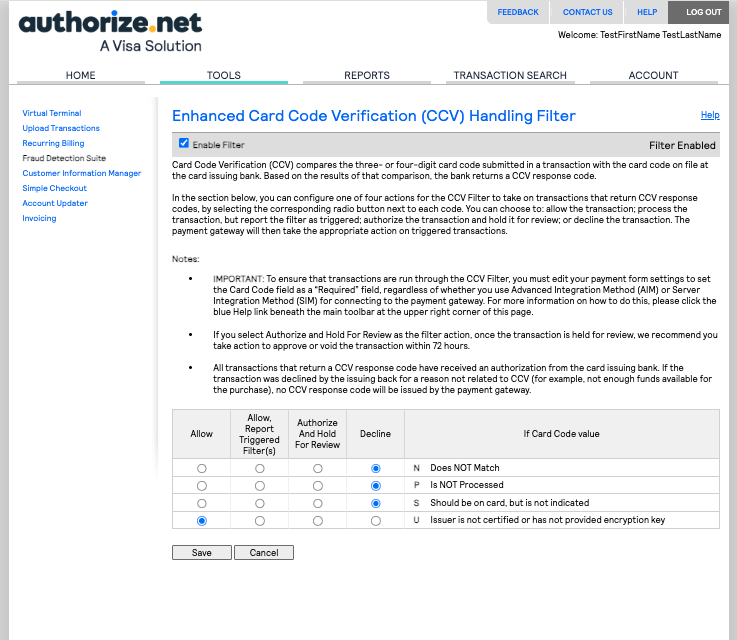 authorize.net
A Visa Solution
FEEDBACK CONTACT US HELP LOG OUT
Welcome: TestFirstName TestLastName
HOME TOOLS REPORTS TRANSACTION SEARCH ACCOUNT
Virtual Terminal
Upload Transactions
Recurring Billing
Fraud Detection Suite
Customer Information Manager
Simple Checkout
Account Updater
Invoicing
Enhanced Card Code Verification (CCV) Handling Filter Help
Enable Filter Filter Enabled
Card Code Verification (CCV) compares the three- or four-digit card code submitted in a transaction with the card code on file at
the card issuing bank. Based on the results of that comparison, the bank returns a CCV response code.
In the section below, you can configure one of four actions for the CCV Filter to take on transactions that return CCV response
codes, by selecting the corresponding radio button next to each code. You can choose to: allow the transaction; process the
transaction, but report the filter as triggered; authorize the transaction and hold it for review; or decline the transaction. The
payment gateway will then take the appropriate action on triggered transactions.
Notes:
• IMPORTANT: To ensure that transactions are run through the CCV Filter, you must edit your payment form settings to set
the Card Code field as a "Required" field, regardless of whether you use Advanced Integration Method (AIM) or Server
Integration Method (SIM) for connecting to the payment gateway. For more information on how to do this, please click the
blue Help link beneath the main toolbar at the upper right corner of this page.
• If you select Authorize and Hold For Review as the filter action, once the transaction is held for review, we recommend you
take action to approve or void the transaction within 72 hours.
• All transactions that return a CCV response code have received an authorization from the card issuing bank. If the
transaction was declined by the issuing back for a reason not related to CCV (for example, not enough funds available for
the purchase), no CCV response code will be issued by the payment gateway.
Allow
Allow,
Report
Triggered
Filter(s)
Authorize
And Hold
For Review
Decline
If Card Code value
N Does NOT Match
P Is NOT Processed
S Should be on card, but is not indicated
U Issuer is not certified or has not provided encryption key
Save Cancel